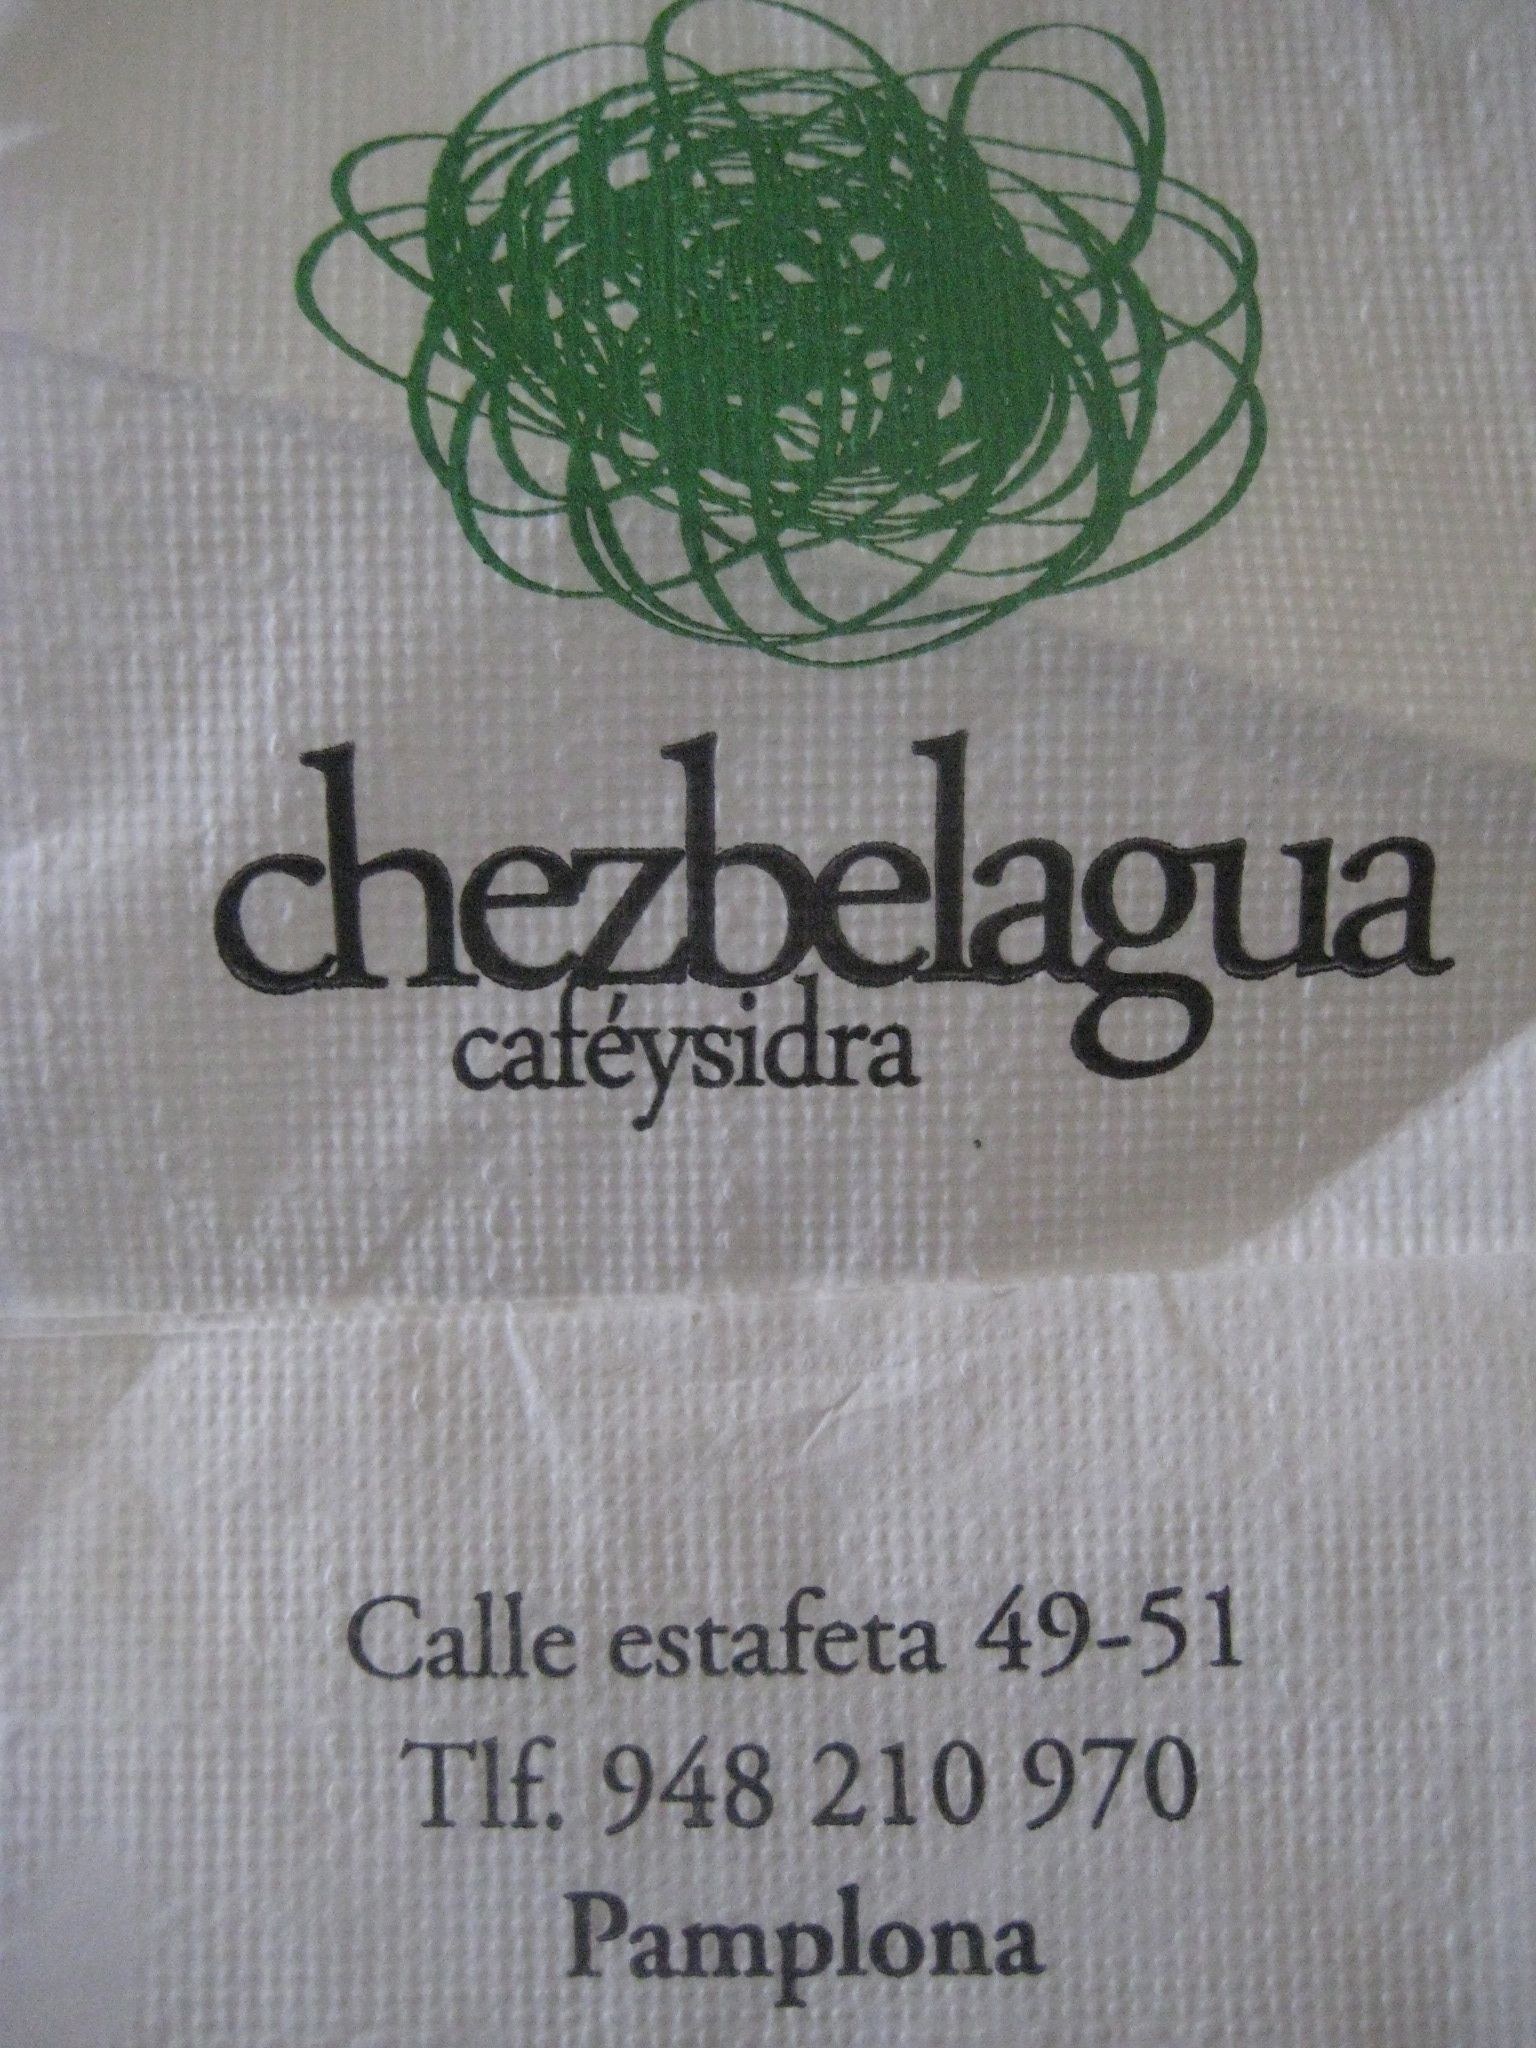 chezbelagua
caféysidra
Calle estafeta 49-51
Tlf. 948 210 970
Pamplona